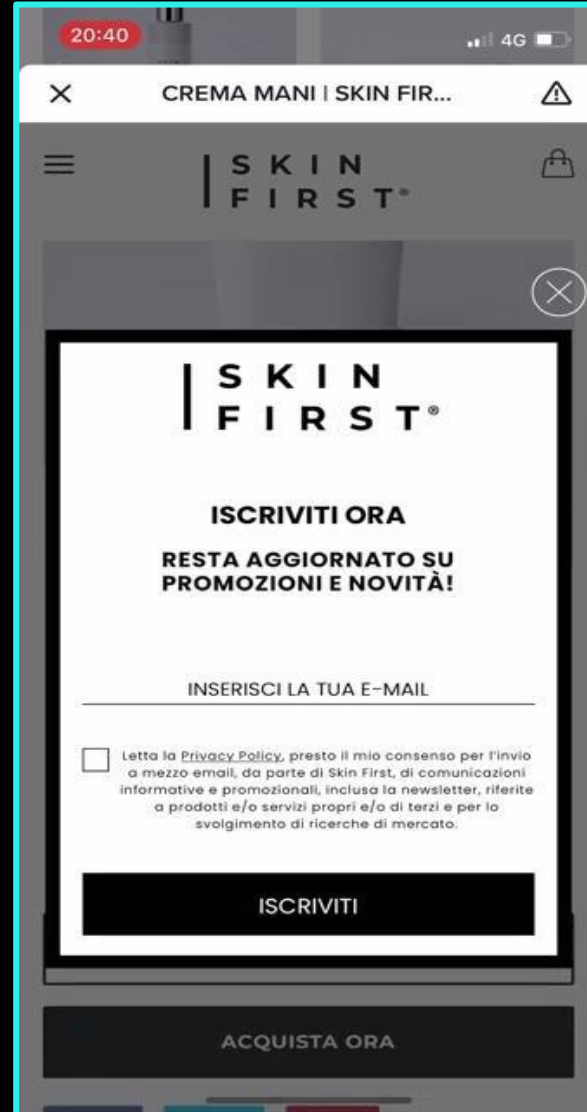 20:40
4G
CREMA MANI | SKIN FIR...
SKIN
FIRST®
SKIN
FIRST®
ISCRIVITI ORA
RESTA AGGIORNATO SU
PROMOZIONI E NOVITÀ!
INSERISCI LA TUA E-MAIL
Letta la Privacy Policy, presto il mio consenso per l'invio
a mezzo email, da parte di Skin First, di comunicazioni
informative e promozionali, inclusa la newsletter, riferite
a prodotti e/o servizi propri e/o di terzi e per lo
svolgimento di ricerche di mercato.
ISCRIVITI
ACQUISTA ORA